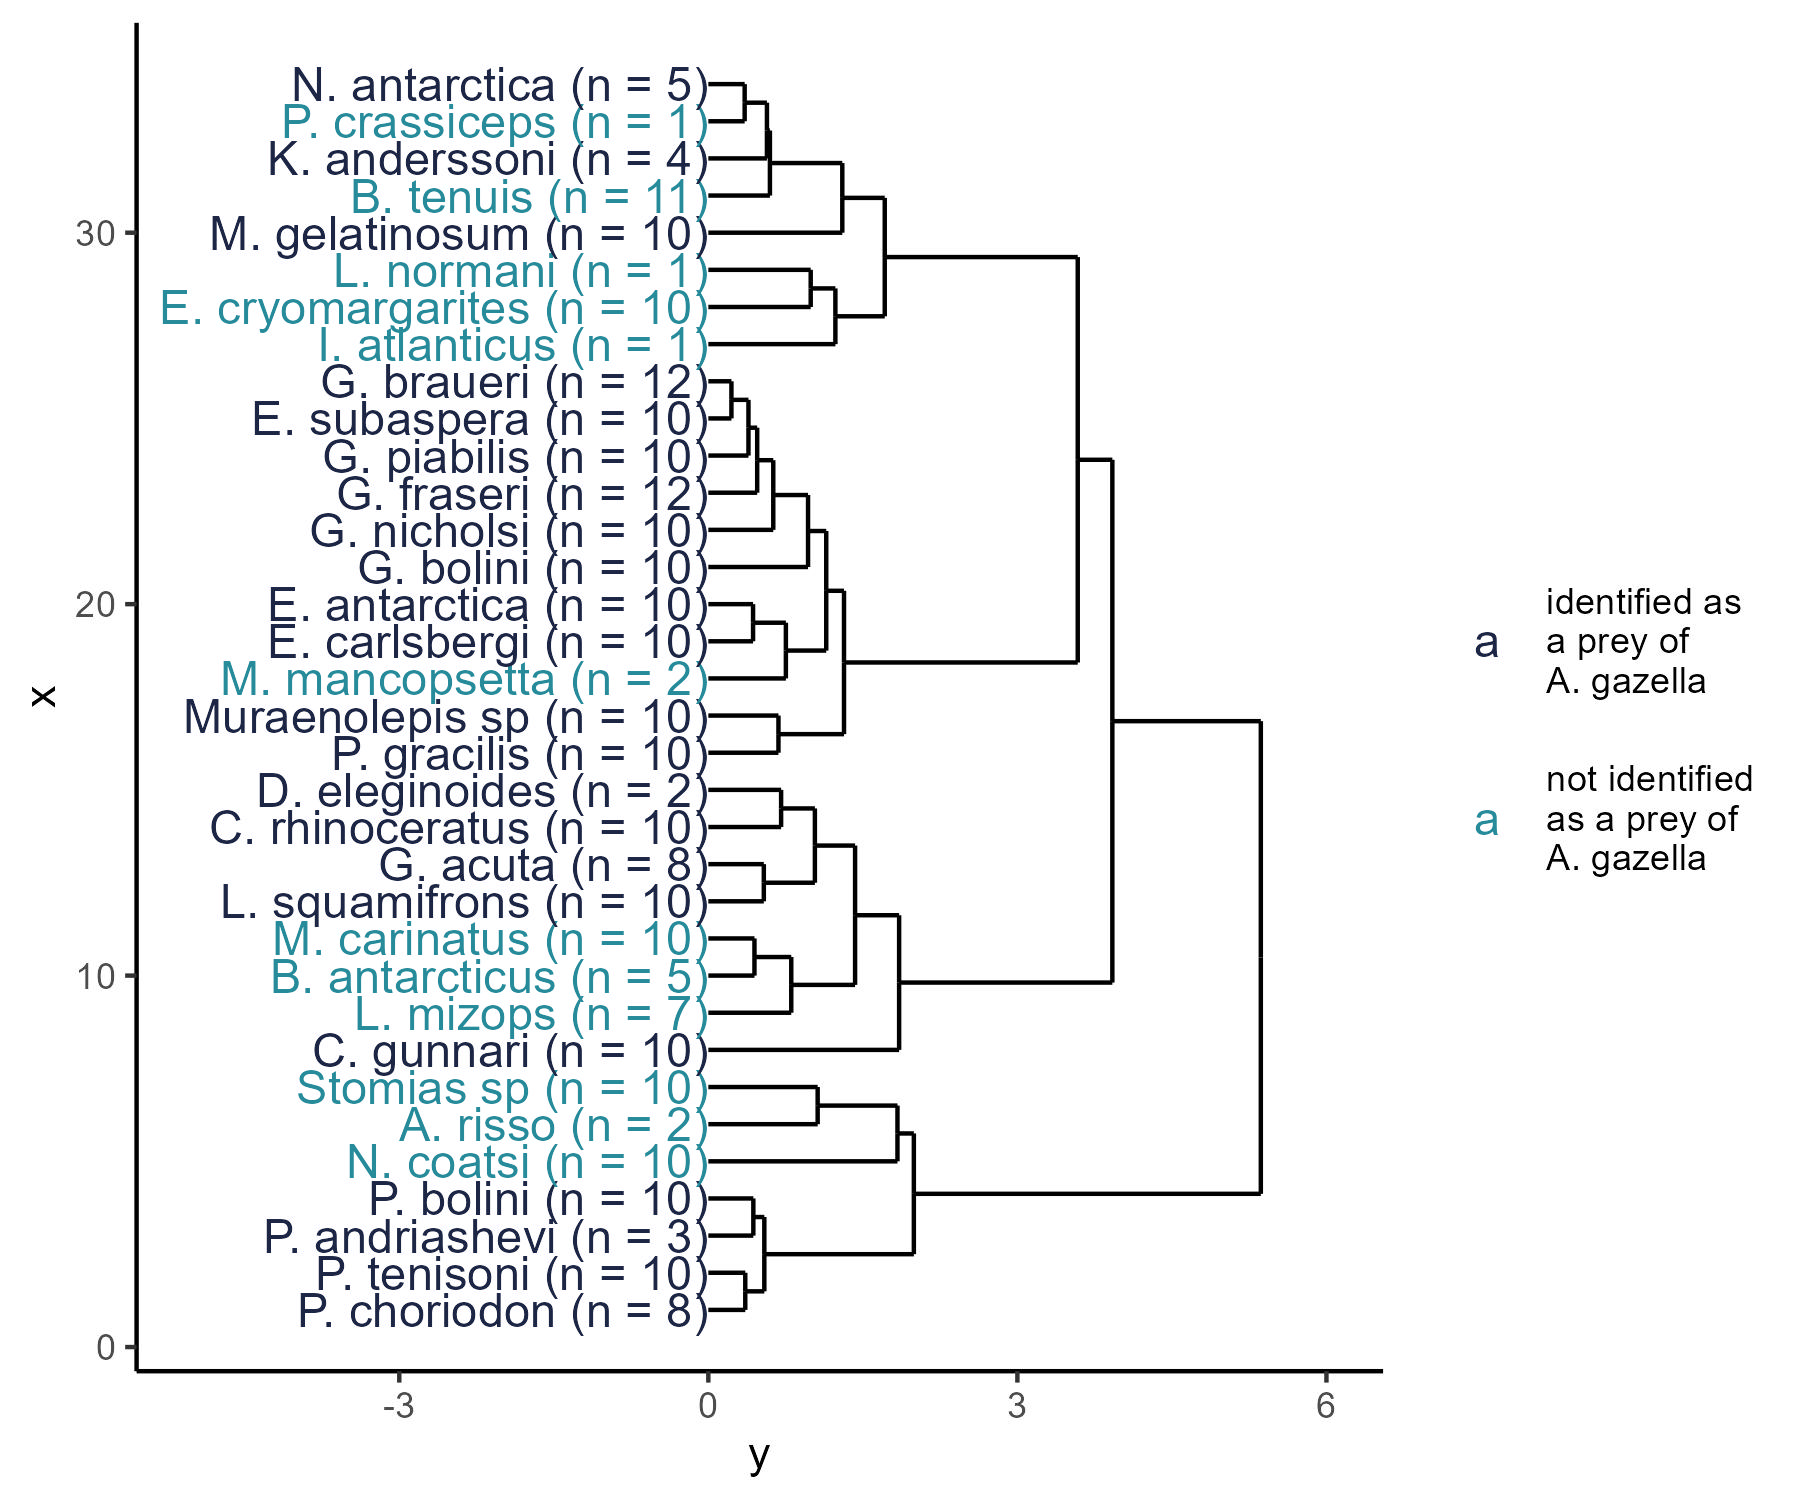 N. antarctica (n = 5)
P. crassiceps (n = 1)
K. anderssoni (n = 4)
B. tenuis (n = 11)
M. gelatinosum (n = 10)
L. normani (n = 1)
E. cryomargarites (n = 10)
I. atlanticus (n = 1)
G. braueri (n = 12)
E. subaspera (n = 10)
G. piabilis (n = 10)
G. fraseri (n = 12)
G. nicholsi (n = 10)
G. bolini (n = 10)
E. antarctica (n = 10)
E. carlsbergi (n = 10)
M. mancopsetta (n = 2)
Muraenolepis sp (n = 10)
P. gracilis (n = 10)
D. eleginoides (n = 2)
C. rhinoceratus (n = 10)
G. acuta (n = 8)
L. squamifrons (n = 10)
M. carinatus (n = 10)
B. antarcticus (n = 5)
L. mizops (n = 7)
C. gunnari (n = 10)
Stomias sp (n = 10)
A. risso (n = 2)
N. coatsi (n = 10)
P. bolini (n = 10)
P. andriashevi (n = 3)
P. tenisoni (n = 10)
P. choriodon (n = 8)
30
20
10
0
x
-3
0
3
6
y
a
identified as
a prey of
A. gazella
a
not identified
as a prey of
A. gazella